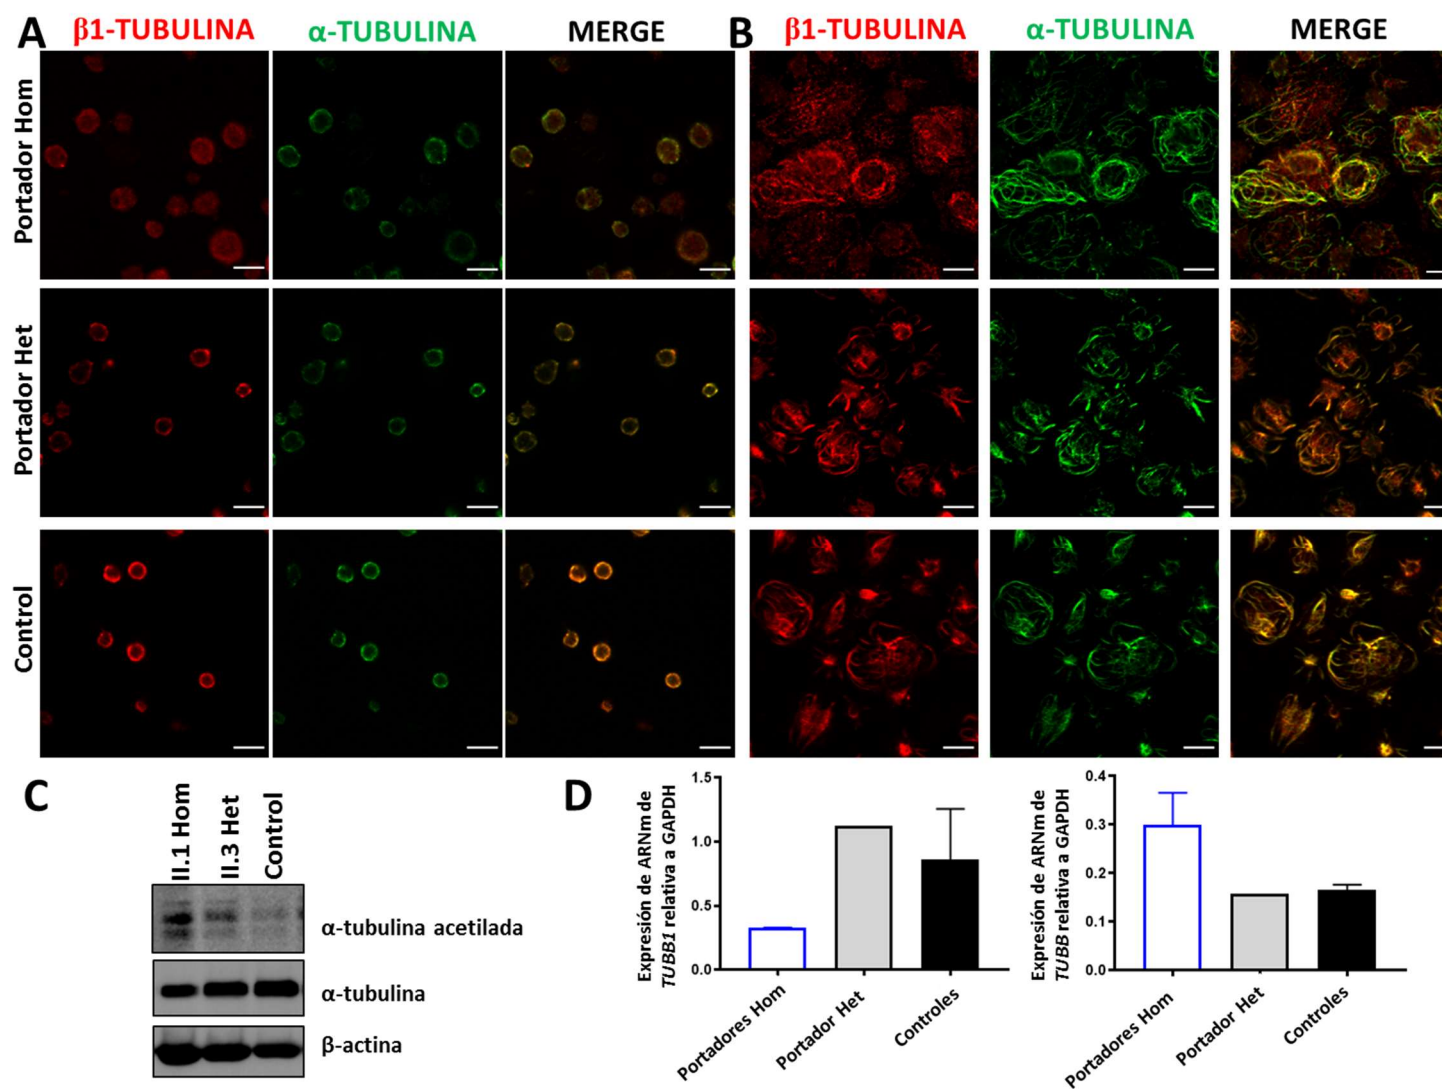 A
β1-TUBULINA
α-TUBULINA
MERGE
B
β1-TUBULINA
α-TUBULINA
MERGE
Portador Hom
Portador Het
Control
C
II.1 Hom
II.3 Het
Control
α-tubulina acetilada
α-tubulina
β-actina
D
Expresión de ARNm de
TUBB1 relativa a GAPDH
1.5
1.0
0.5
0.0
Portadores Hom
Portador Het
Controles
Expresión de ARNm de
TUBB relativa a GAPDH
0.4
0.3
0.2
0.1
0.0
Portadores Hom
Portador Het
Controles